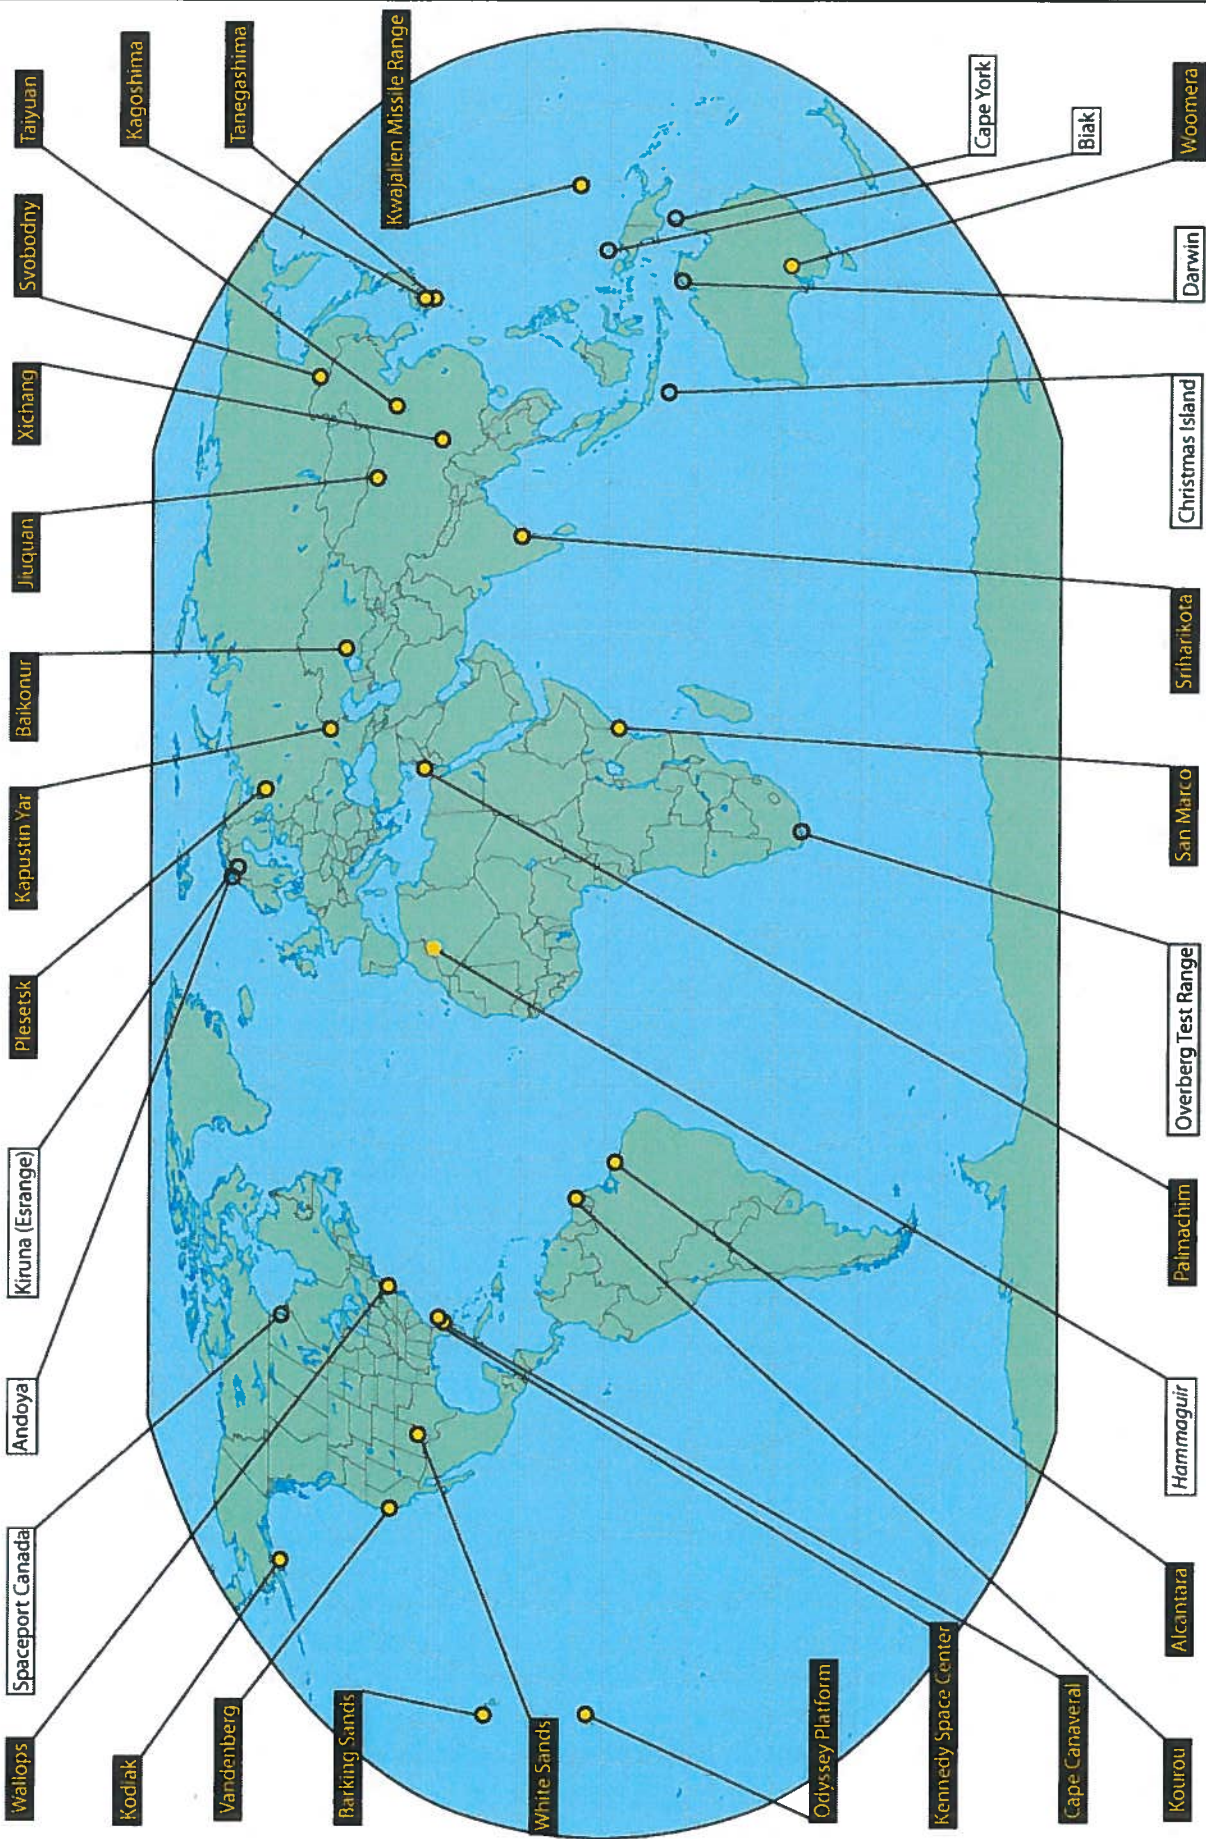 Wallops
Spaceport Canada
Andoya
Kiruna (Esrange)
Plesetsk
Kapustin Yar
Baikonur
Jiuquan
Xichang
Svobodny
Taiyuan
Kodiak
Kagoshima
Vandenberg
Tanegashima
Barking Sands
Kwajalien Missile Range
White Sands
Odyssey Platform
Kennedy Space Center
Cape York
Cape Canaveral
Biak
Kourou
Alcantara
Hammaguir
Palmachim
Overberg Test Range
San Marco
Sriharikota
Christmas Island
Darwin
Woomera